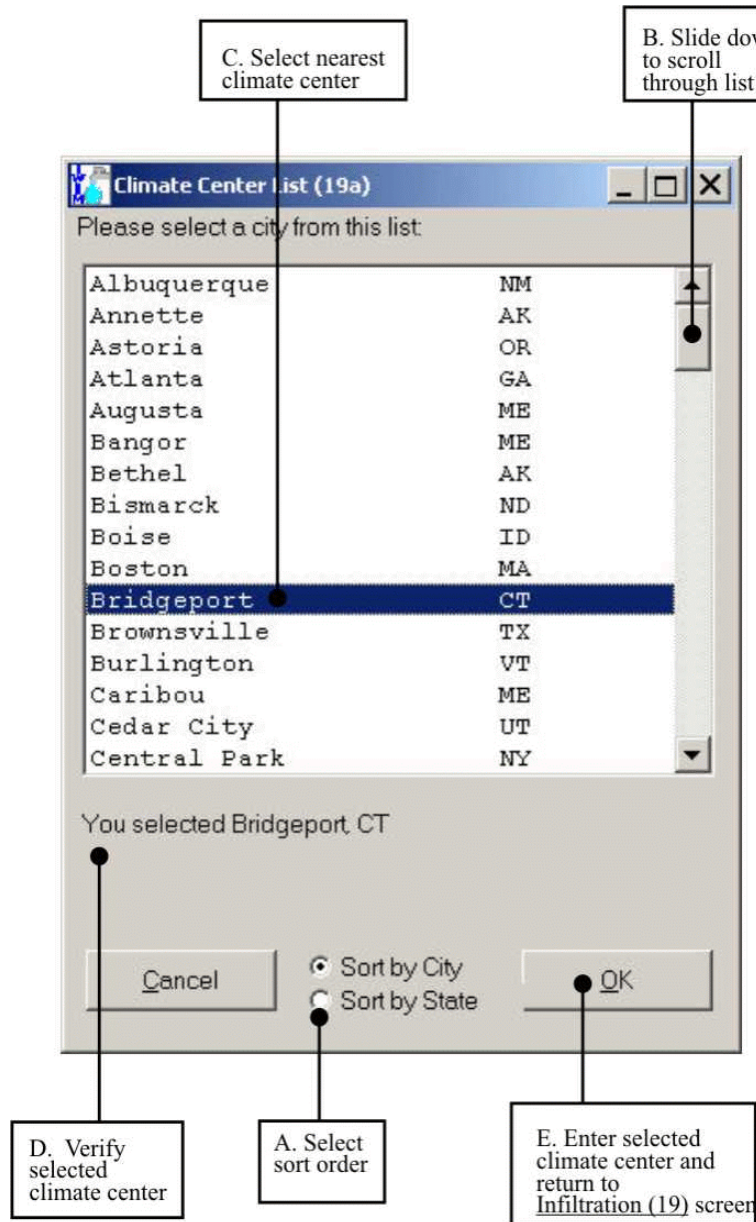 C. Select nearest
climate center
B. Slide
to scroll
through list
Climate Center List (19a)
Please select a city from this list:
Albuquerque NM
Annette AK
Astoria OR
Atlanta GA
Augusta ME
Bangor ME
Bethel AK
Bismarck ND
Boise ID
Boston MA
Bridgeport CT
Brownsville TX
Burlington VT
Caribou ME
Cedar City UT
Central Park NY
You selected Bridgeport, CT
Cancel
Sort by City
Sort by State
OK
D. Verify
selected
climate center
A. Select
sort order
E. Enter selected
climate center and
return to
Infiltration (19) screen